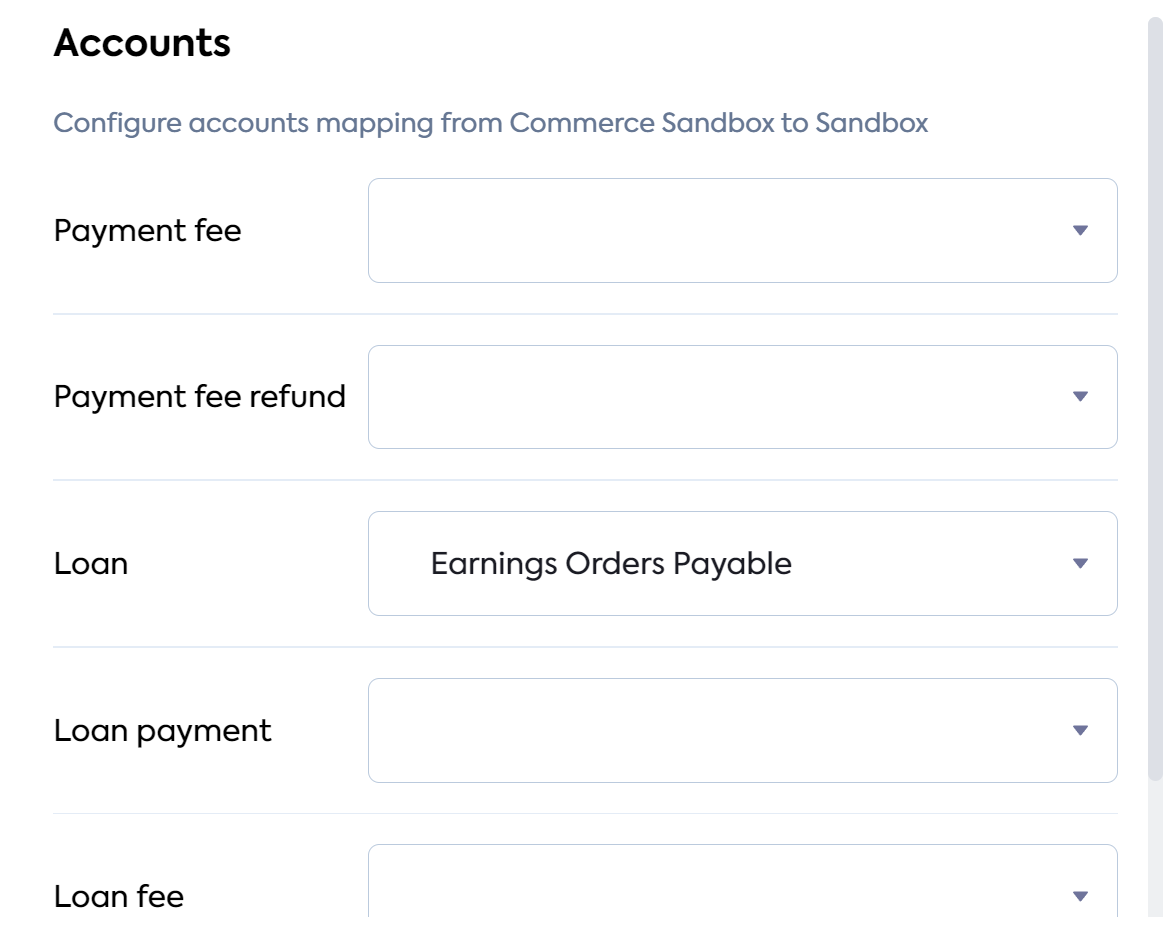 Accounts
Configure accounts mapping from Commerce Sandbox to Sandbox
Payment fee
Payment fee refund
Loan
Earnings Orders Payable
Loan payment
Loan fee